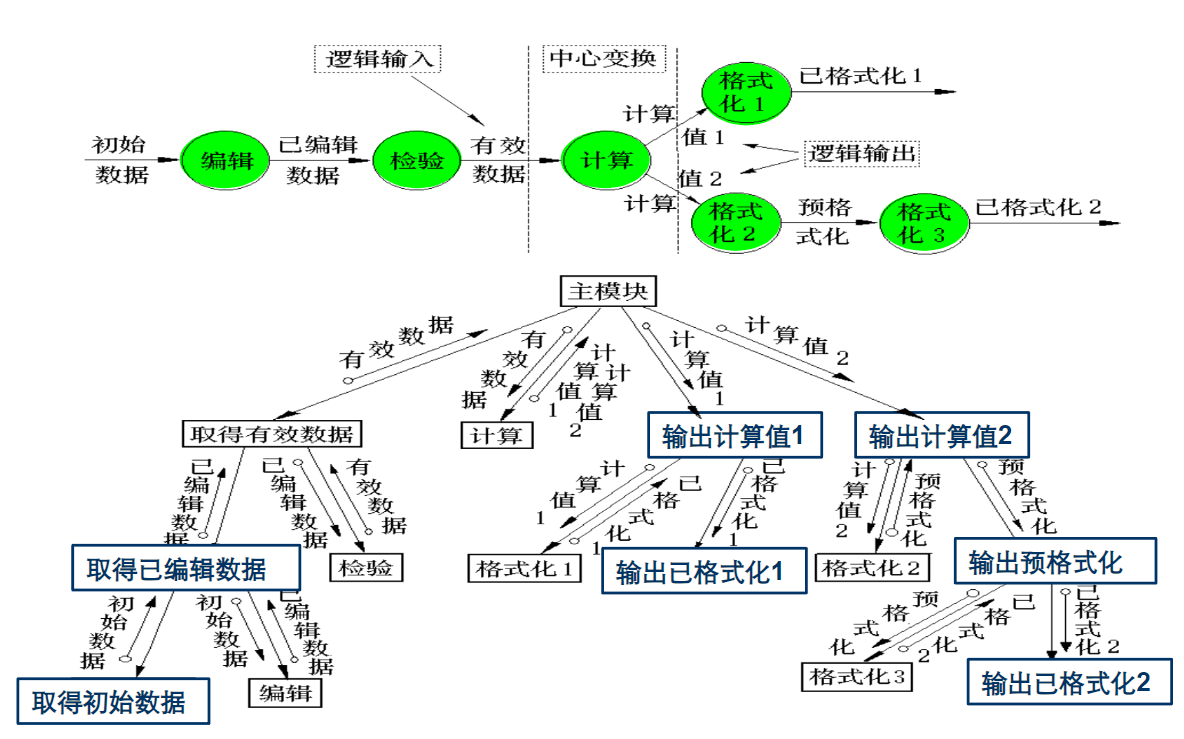 逻辑输入
中心变换
初始
数据
编辑
已编辑
数据
检验
有效
数据
计算
计算
值1
计算
值2
格式
化1
已格式化1
逻辑输出
格式
化2
预格
式化
格式
化3
已格式化2
主模块
有效数据
有效数据
计算值1
计算值2
计算值1
计算值2
取得有效数据
计算
输出计算值1
输出计算值2
已编辑数据
已编辑数据
有效数据
计算值1
已格式化1
已格式化1
计算值2
预格式化
预格式化
取得已编辑数据
检验
格式化1
输出已格式化1
格式化2
输出预格式化
初始数据
初始数据
已编辑数据
预格式化
已格式化2
已格式化2
取得初始数据
编辑
格式化3
输出已格式化2